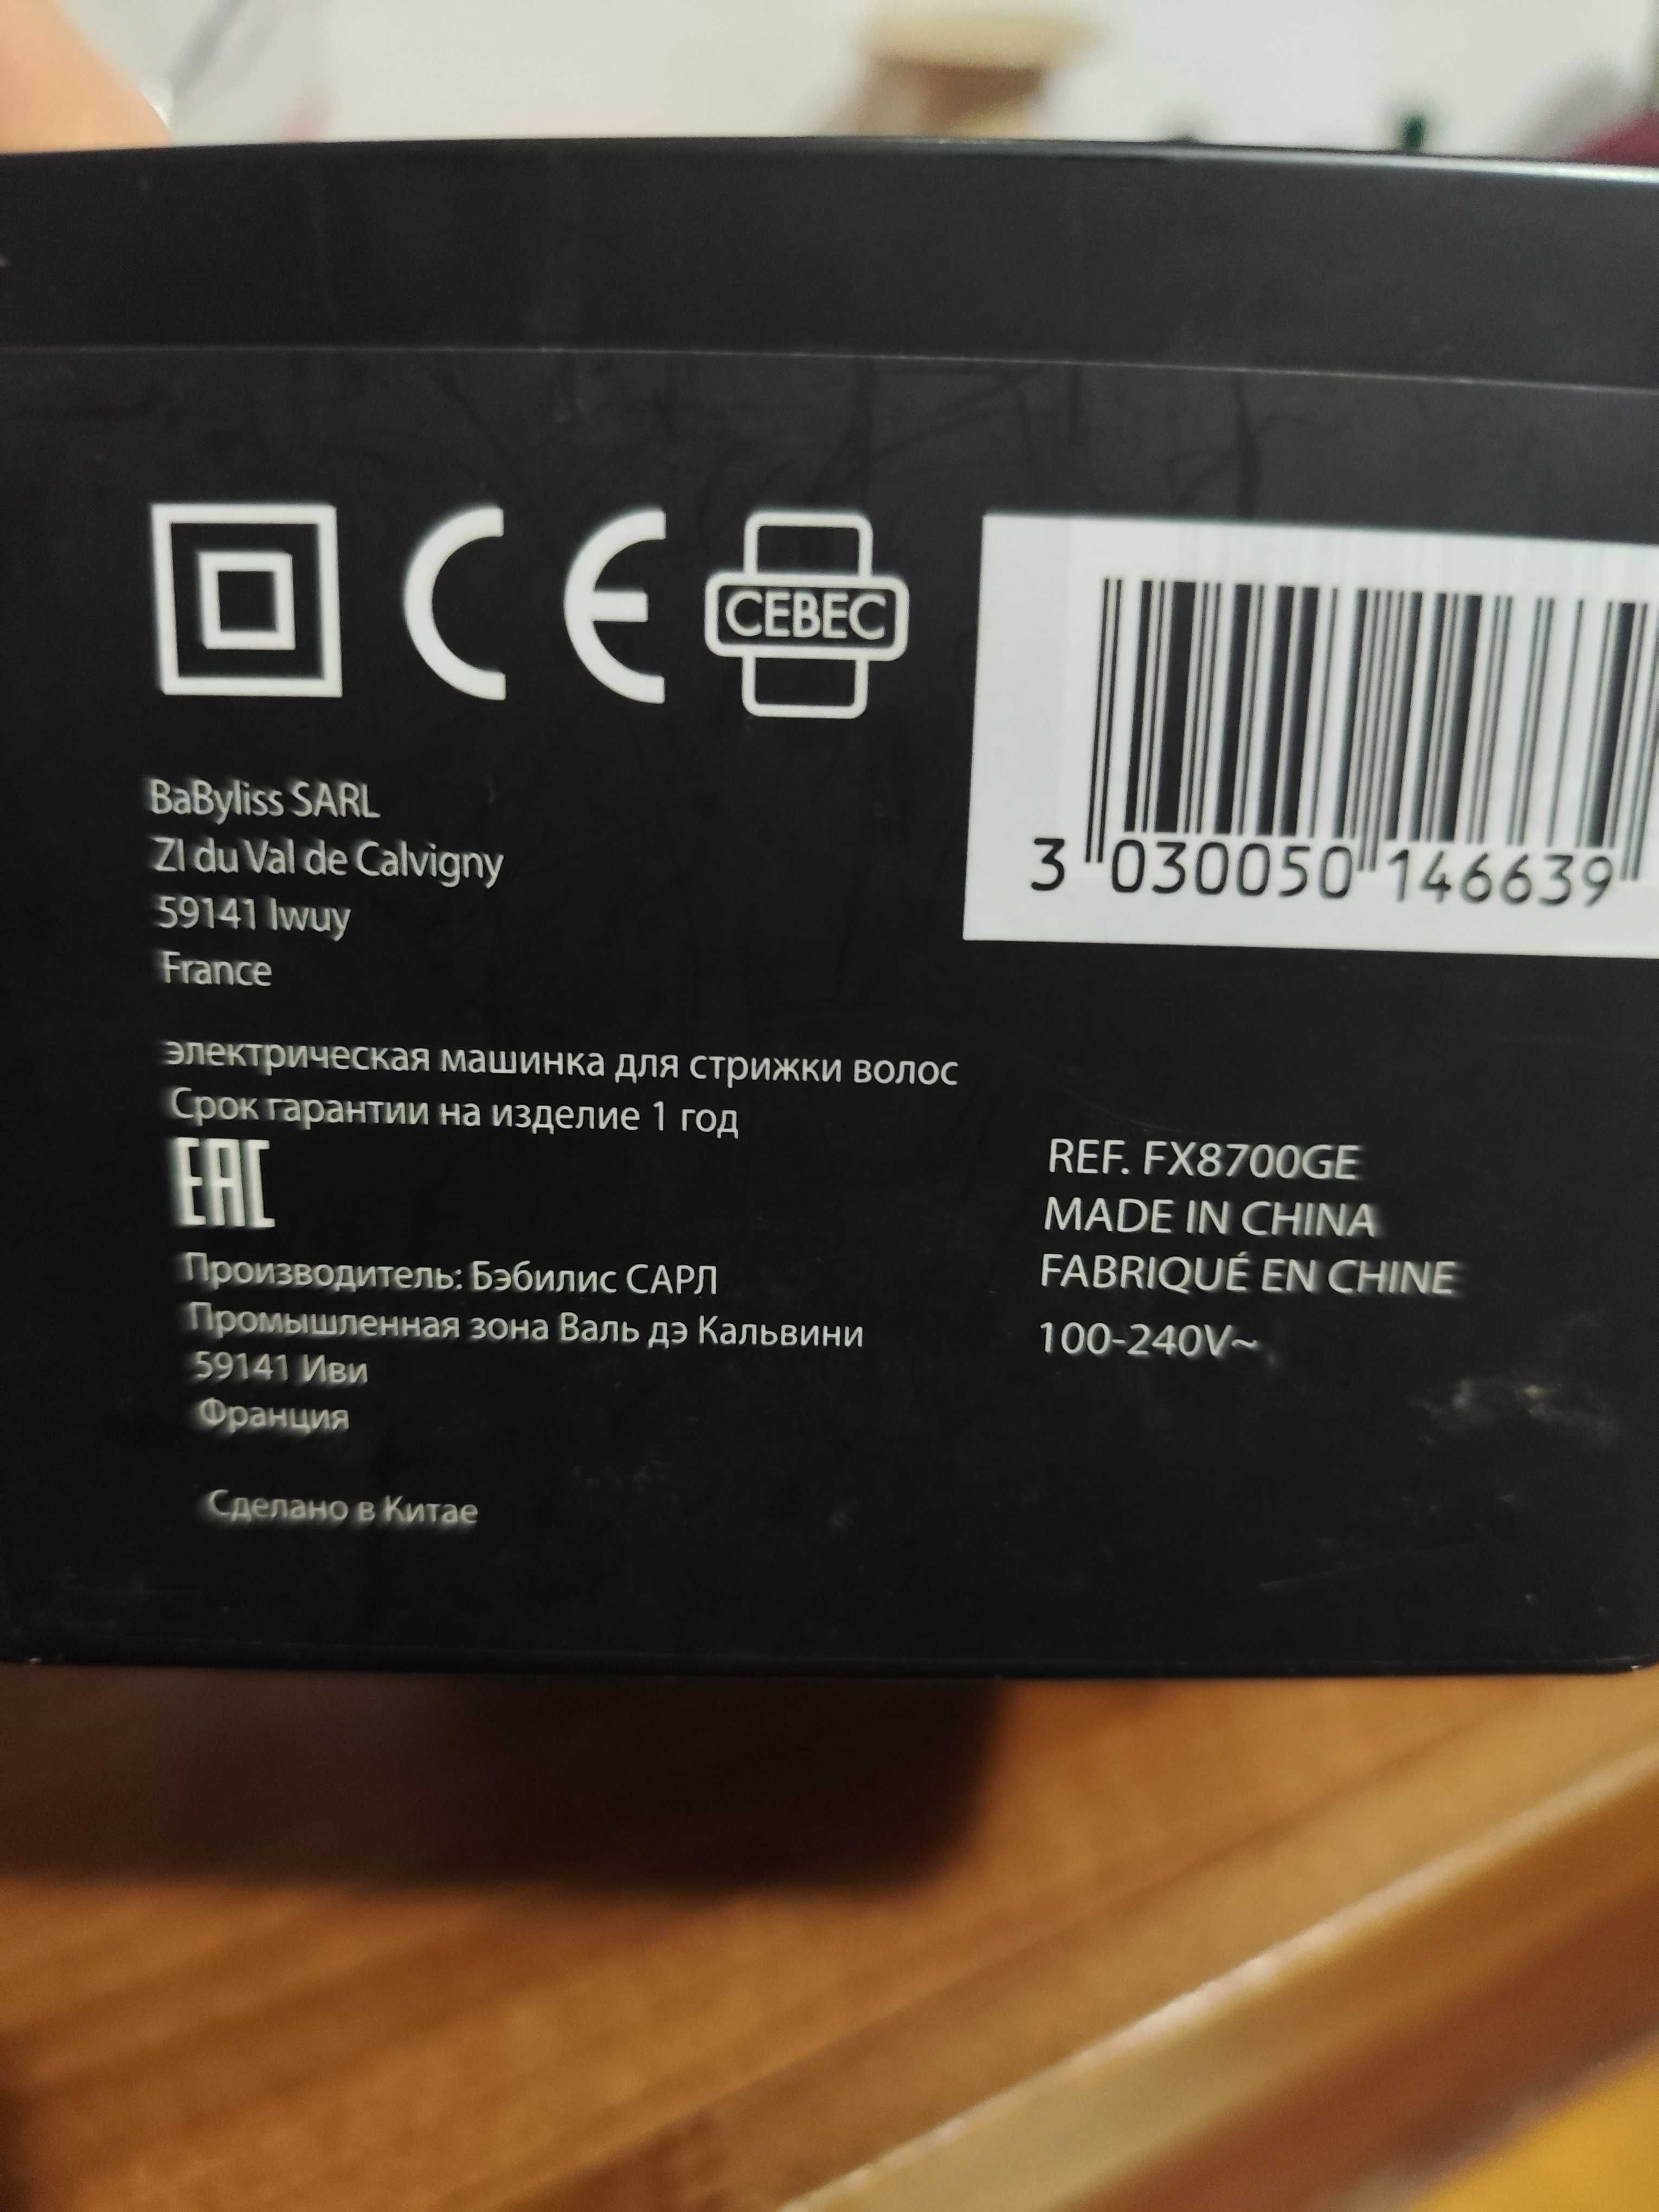 CE
CEBEC
3 030050 146639
BaByliss SARL
ZI du Val de Calvigny
59141 Iwuy
France
электрическая машинка для стрижки волос
Срок гарантии на изделие 1 год
EAC
Производитель: Бэбилис САРЛ
Промышленная зона Валь дэ Кальвини
59141 Иви
Франция
Сделано в Китае
REF. FX8700GE
MADE IN CHINA
FABRIQUÉ EN CHINE
100-240V~